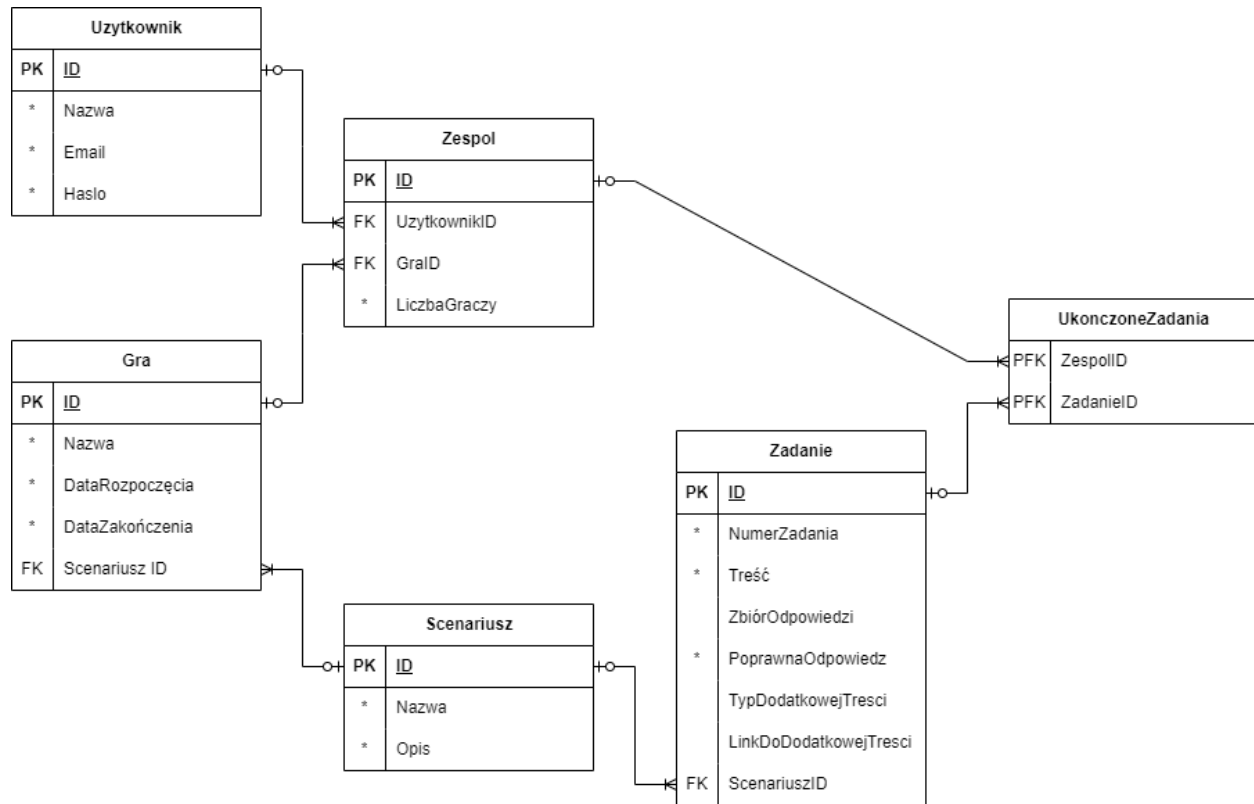 Uzytkownik
PK ID
* Nazwa
* Email
* Haslo
Zespol
PK ID
FK UzytkownikID
FK GraID
* LiczbaGraczy
UkonczoneZadania
PFK ZespolID
PFK ZadanieID
Gra
PK ID
* Nazwa
* DataRozpoczęcia
* DataZakończenia
FK Scenariusz ID
Zadanie
PK ID
* NumerZadania
* Treść
ZbiórOdpowiedzi
* PoprawnaOdpowiedz
TypDodatkowejTresci
LinkDoDodatkowejTresci
FK ScenariuszID
Scenariusz
PK ID
* Nazwa
* Opis